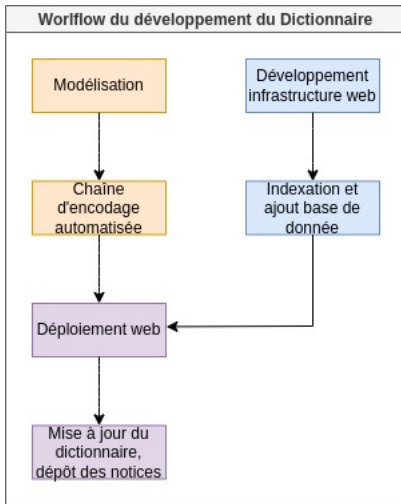 Worlflow du développement du Dictionnaire
Modélisation
Développement
infrastructure web
Chaîne
d'encodage
automatisée
Indexation et
ajout base de
donnée
Déploiement web
Mise à jour du
dictionnaire,
dépôt des notices